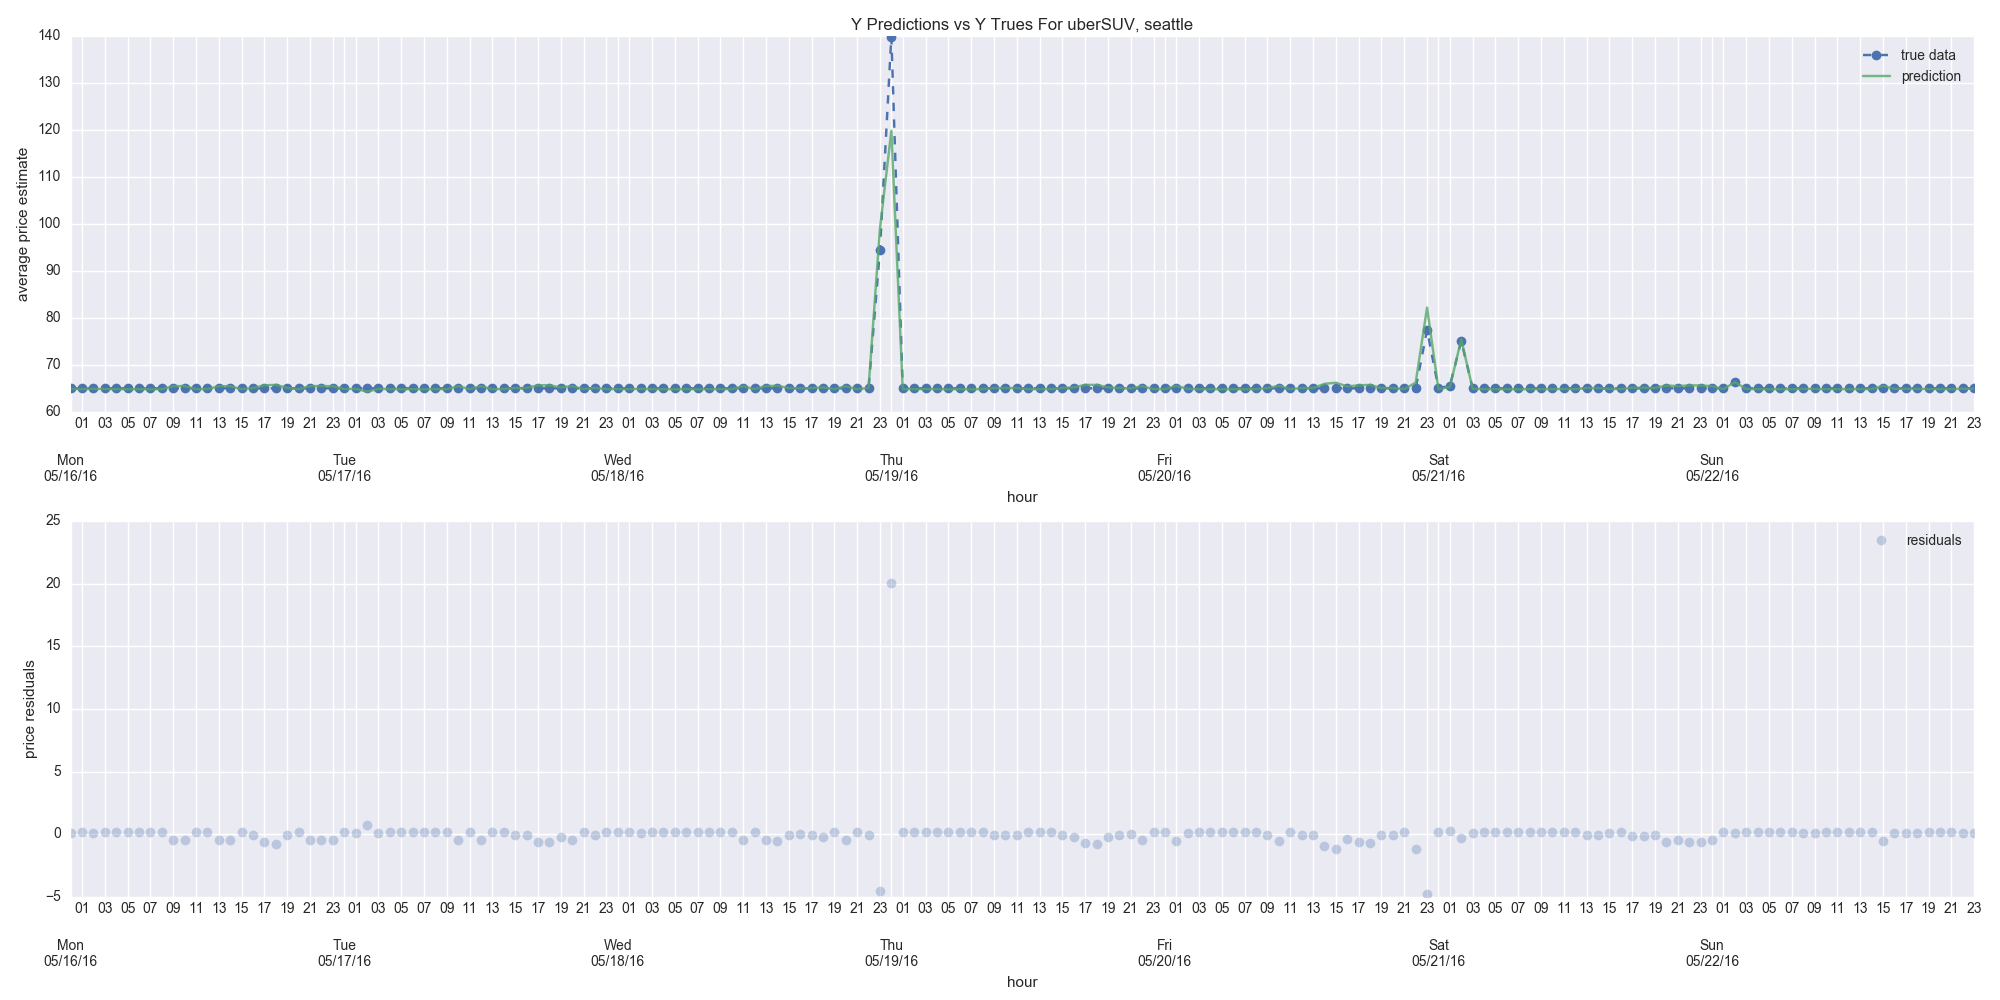 Y Predictions vs Y Trues For uberSUV, seattle
140
130
120
110
100
90
80
70
60
average price estimate
true data
prediction
01 03 05 07 09 11 13 15 17 19 21 23 01 03 05 07 09 11 13 15 17 19 21 23 01 03 05 07 09 11 13 15 17 19 21 23 01 03 05 07 09 11 13 15 17 19 21 23 01 03 05 07 09 11 13 15 17 19 21 23 01 03 05 07 09 11 13 15 17 19 21 23 01 03 05 07 09 11 13 15 17 19 21 23
Mon Tue Wed Thu Fri Sat Sun
05/16/16 05/17/16 05/18/16 05/19/16 05/20/16 05/21/16 05/22/16
hour
25
20
15
10
5
0
−5
price residuals
residuals
01 03 05 07 09 11 13 15 17 19 21 23 01 03 05 07 09 11 13 15 17 19 21 23 01 03 05 07 09 11 13 15 17 19 21 23 01 03 05 07 09 11 13 15 17 19 21 23 01 03 05 07 09 11 13 15 17 19 21 23 01 03 05 07 09 11 13 15 17 19 21 23 01 03 05 07 09 11 13 15 17 19 21 23
Mon Tue Wed Thu Fri Sat Sun
05/16/16 05/17/16 05/18/16 05/19/16 05/20/16 05/21/16 05/22/16
hour